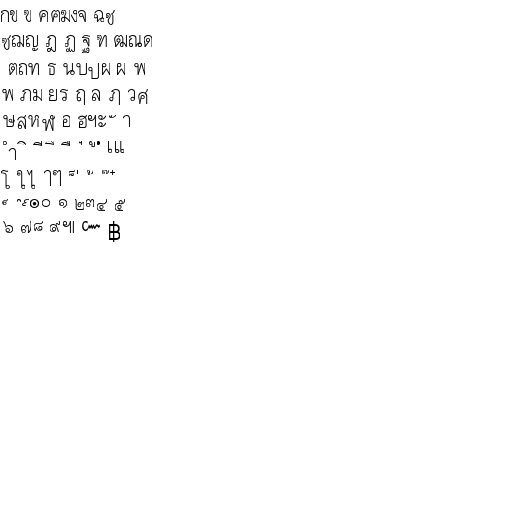 กข ฃ คฅฆงจ ฉช
ซฌญ ฎ ฏ ฐ ฑ ฒณด
ตถท ธ นบปผ ฝ พ
ฟ ภม ยร ฤ ล ฦ วศ
ษสหฬ อ ฮฯะ ั า
ำ ิ ี ึ ื ุ ู ฺ เแ
โ ใไ ๅๆ ็ ่ ้ ๊ ๋
์ ํ ๎๏๐ ๑ ๒๓๔ ๕
๖ ๗๘ ๙๚ ๛ ฿